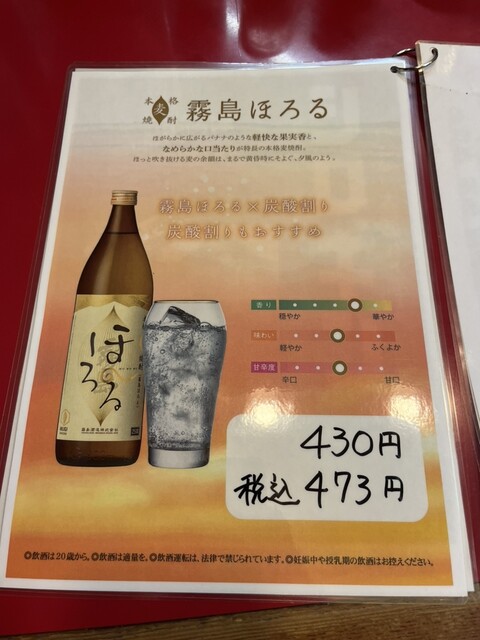 本格
麦
焼酎
霧島ほろる
ほがらかに広がるバナナのような軽快な果実香と、
なめらかな口当たりが特長の本格麦焼酎。
ほっと吹き抜ける麦の余韻は、まるで黄昏時にそよぐ、夕風のよう。
霧島ほろる×炭酸割り
炭酸割りもおすすめ
香り
穏やか 華やか
味わい
軽やか ふくよか
甘辛度
辛口 甘口
ほろる
霧島酒造株式会社
430円
税込473円
◎飲酒は20歳から。◎飲酒は適量を。◎飲酒運転は、法律で禁じられています。◎妊娠中や授乳期の飲酒はお控えください。